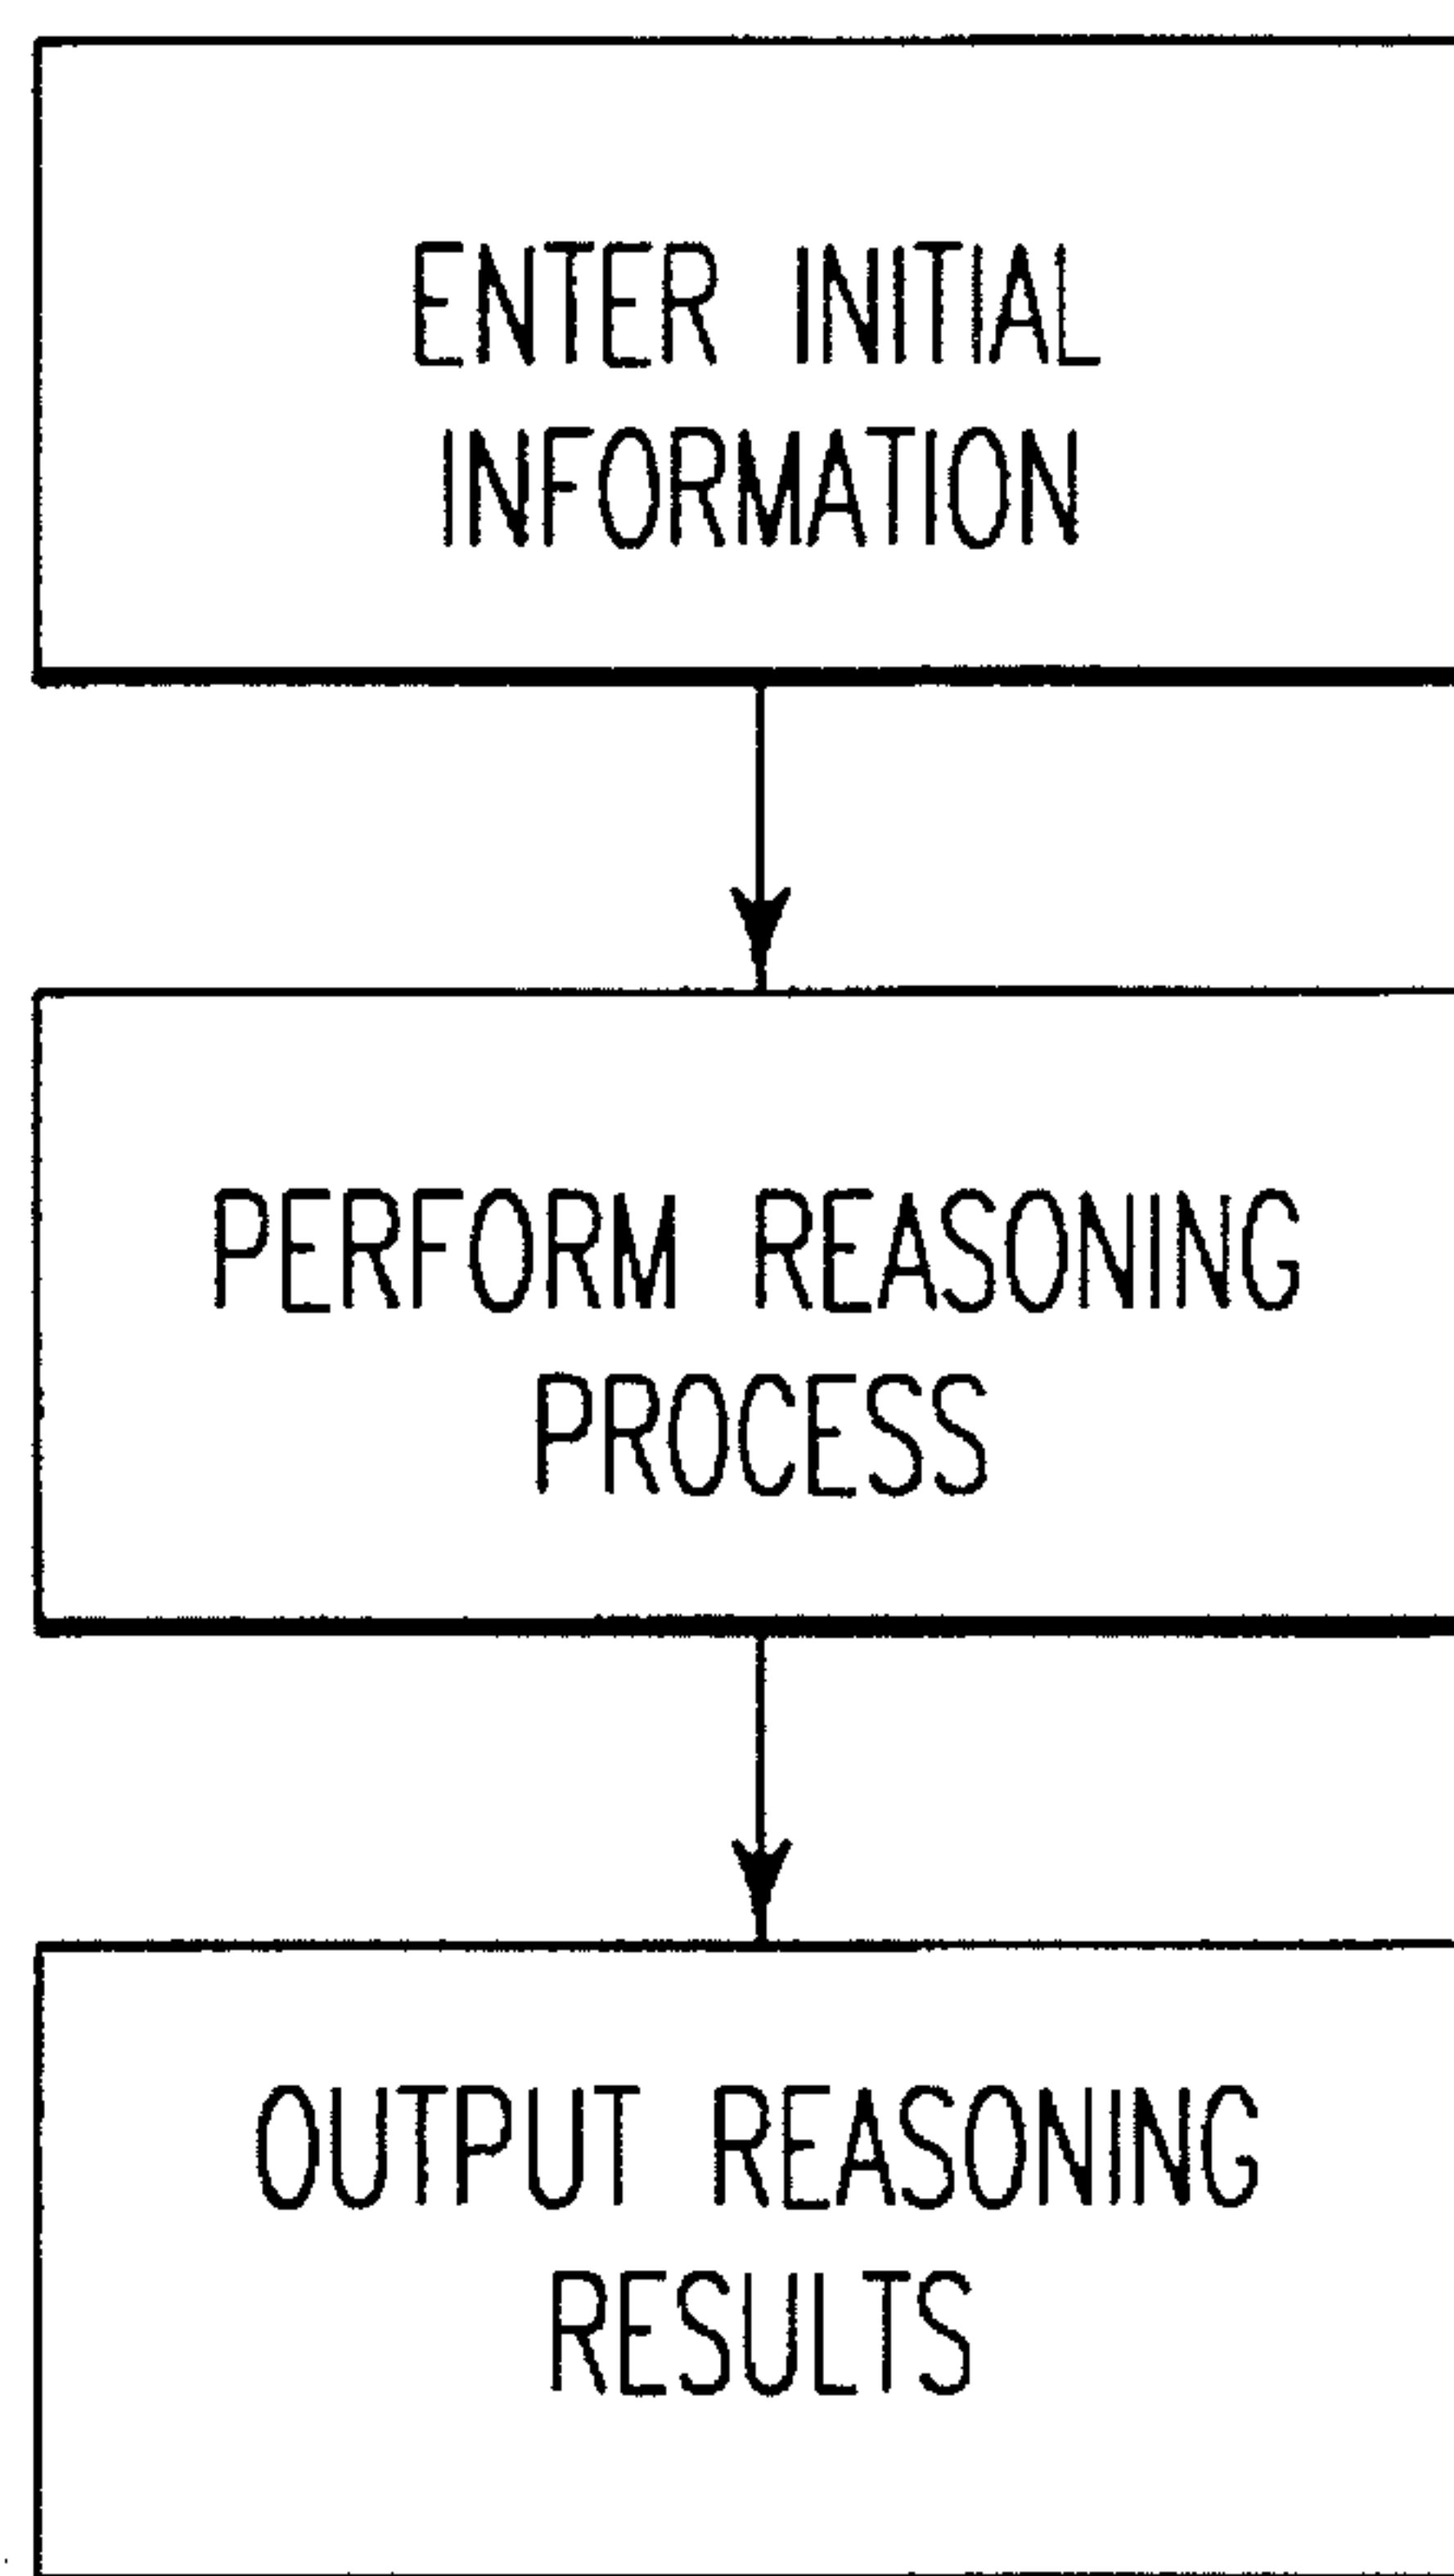 ENTER INITIAL
INFORMATION
PERFORM REASONING
PROCESS
OUTPUT REASONING
RESULTS